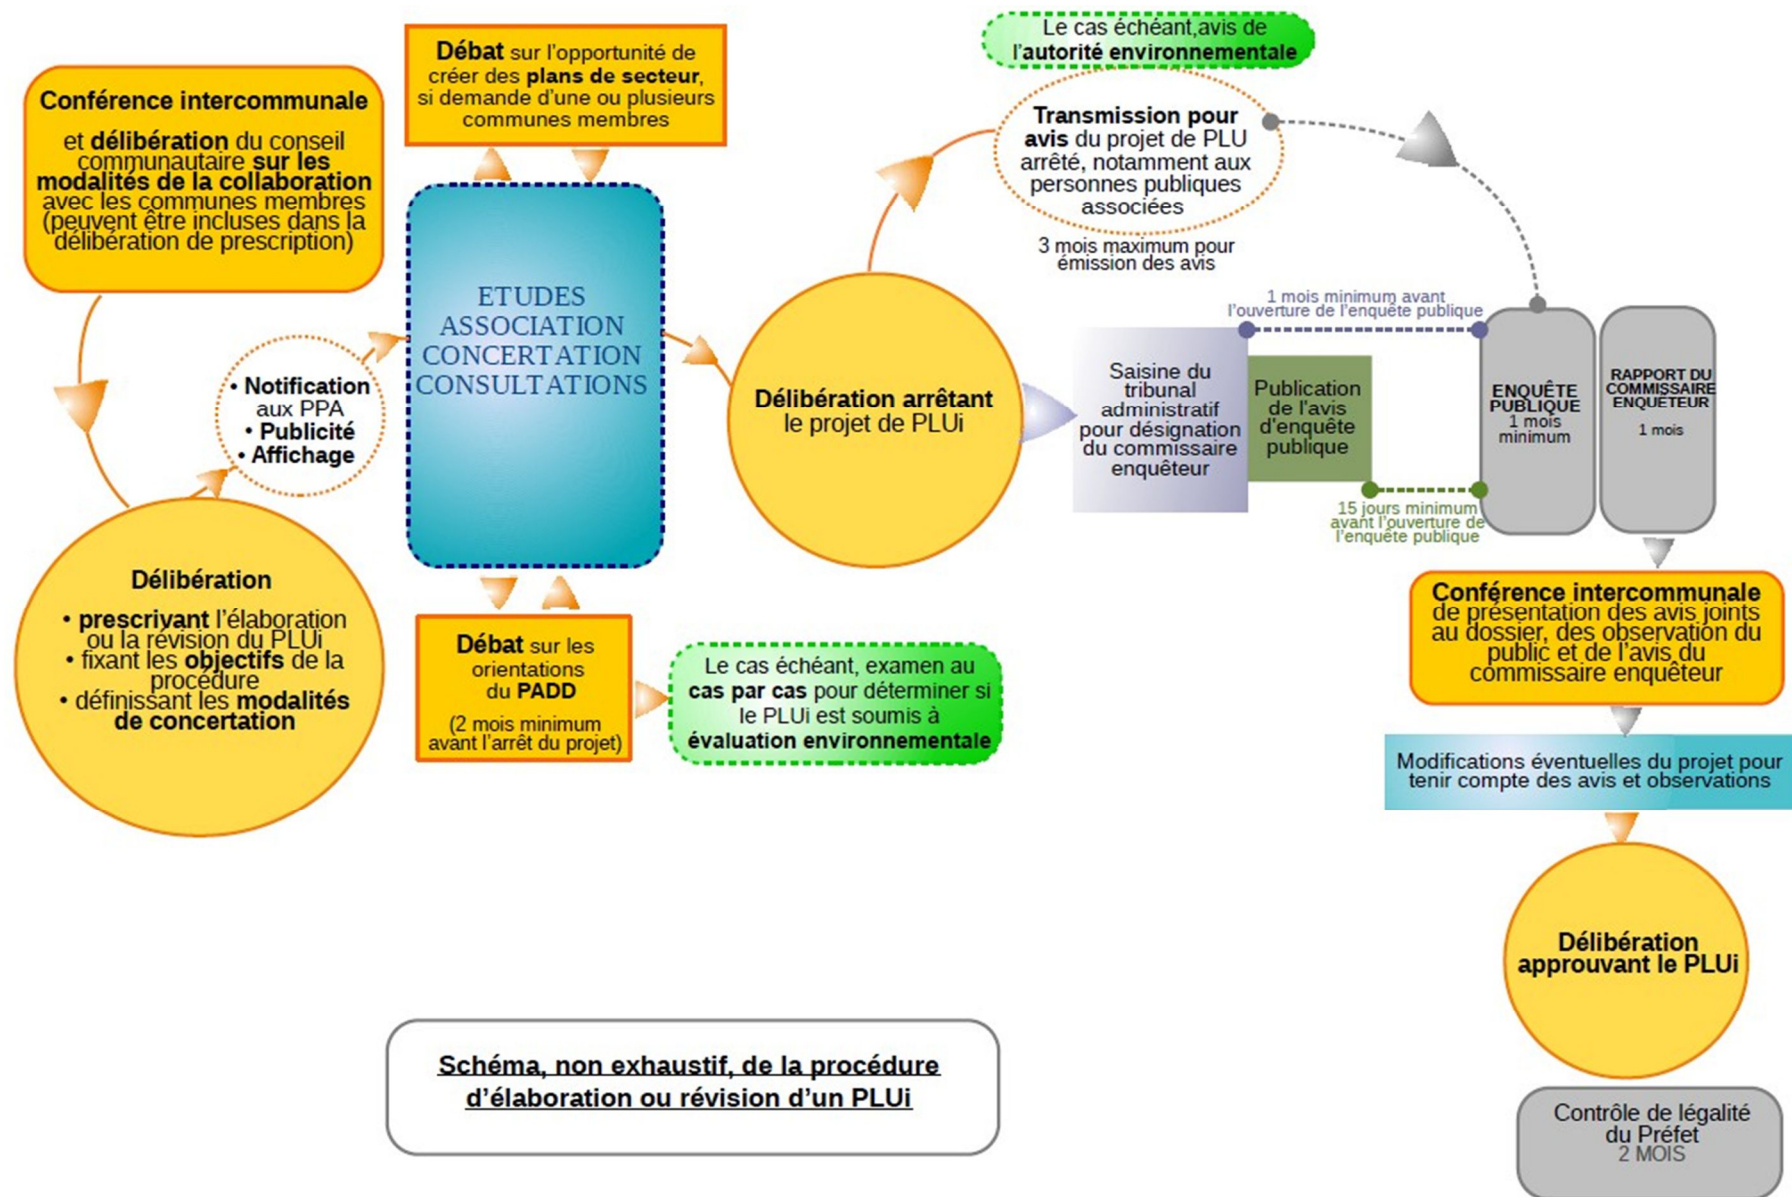 Conférence intercommunale
et délibération du conseil
communautaire sur les
modalités de la collaboration
avec les communes membres
(peuvent être incluses dans la
délibération de prescription)
Délibération
• prescrivant l'élaboration
ou la révision du PLUi
• fixant les objectifs de la
procédure
• définissant les modalités
de concertation
• Notification
aux PPA
• Publicité
• Affichage
Débat sur l'opportunité de
créer des plans de secteur,
si demande d'une ou plusieurs
communes membres
ETUDES
ASSOCIATION
CONCERTATION
CONSULTATIONS
Débat sur les
orientations
du PADD
(2 mois minimum
avant l'arrêt du projet)
Le cas échéant, examen au
cas par cas pour déterminer si
le PLUi est soumis à
évaluation environnementale
Délibération arrêtant
le projet de PLUi
Le cas échéant,avis de
l'autorité environnementale
Transmission pour
avis du projet de PLU
arrêté, notamment aux
personnes publiques
associées
3 mois maximum pour
émission des avis
Saisine du
tribunal
administratif
pour désignation
du commissaire
enquêteur
1 mois minimum avant
l'ouverture de l'enquête publique
Publication
de l'avis
d'enquête
publique
15 jours minimum
avant l'ouverture de
l'enquête publique
ENQUÊTE
PUBLIQUE
1 mois
minimum
RAPPORT DU
COMMISSAIRE
ENQUÊTEUR
1 mois
Conférence intercommunale
de présentation des avis joints
au dossier, des observation du
public et de l'avis du
commissaire enquêteur
Modifications éventuelles du projet pour
tenir compte des avis et observations
Délibération
approuvant le PLUi
Contrôle de légalité
du Préfet
2 MOIS
Schéma, non exhaustif, de la procédure
d'élaboration ou révision d'un PLUi